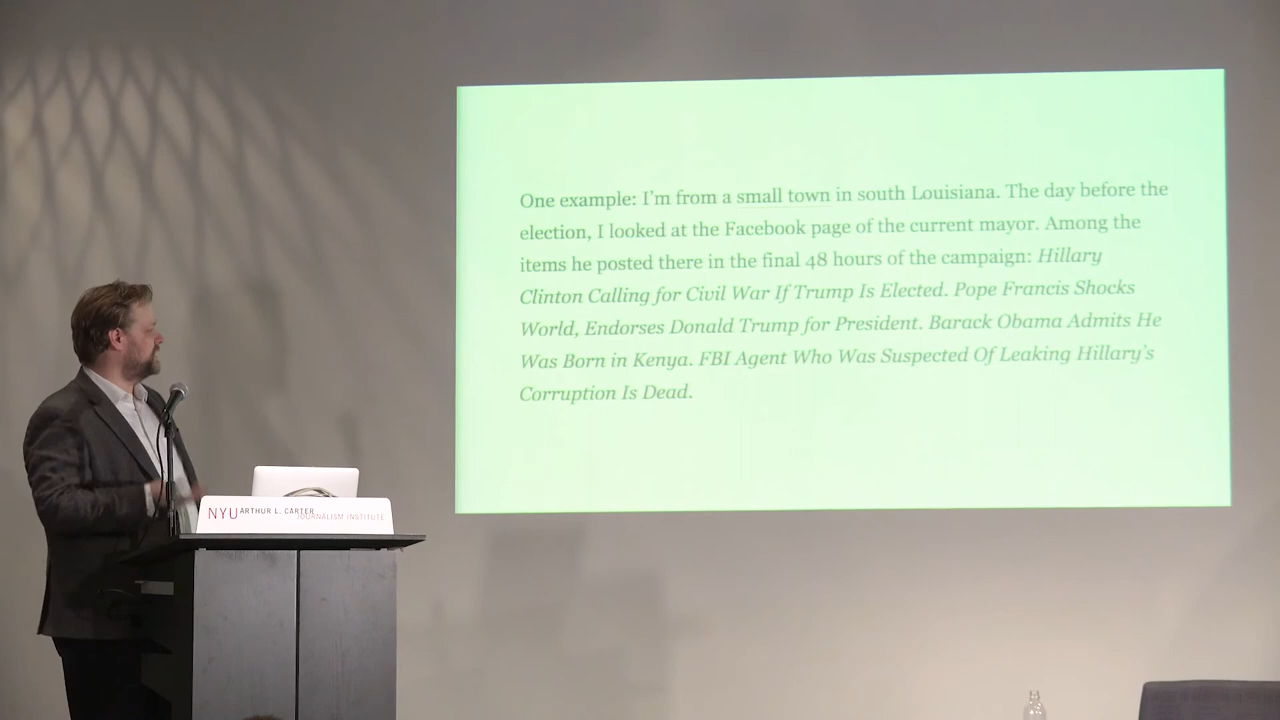 One example: I'm from a small town in south Louisiana. The day before the
election, I looked at the Facebook page of the current mayor. Among the
items he posted there in the final 48 hours of the campaign: Hillary
Clinton Calling for Civil War If Trump Is Elected. Pope Francis Shocks
World, Endorses Donald Trump for President. Barack Obama Admits He
Was Born in Kenya. FBI Agent Who Was Suspected Of Leaking Hillary's
Corruption Is Dead.
NYU ARTHUR L. CARTER
JOURNALISM INSTITUTE